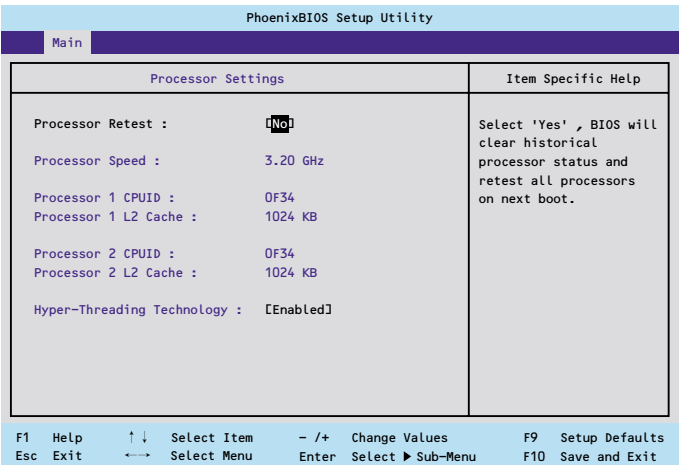 PhoenixBIOS Setup Utility
Main
Processor Settings
Item Specific Help
Processor Retest : [No]
Processor Speed : 3.20 GHz
Processor 1 CPUID : 0F34
Processor 1 L2 Cache : 1024 KB
Processor 2 CPUID : 0F34
Processor 2 L2 Cache : 1024 KB
Hyper-Threading Technology : [Enabled]
Select 'Yes' , BIOS will
clear historical
processor status and
retest all processors
on next boot.
F1 Help ↑↓ Select Item - /+ Change Values F9 Setup Defaults
Esc Exit ←→ Select Menu Enter Select ▶ Sub-Menu F10 Save and Exit